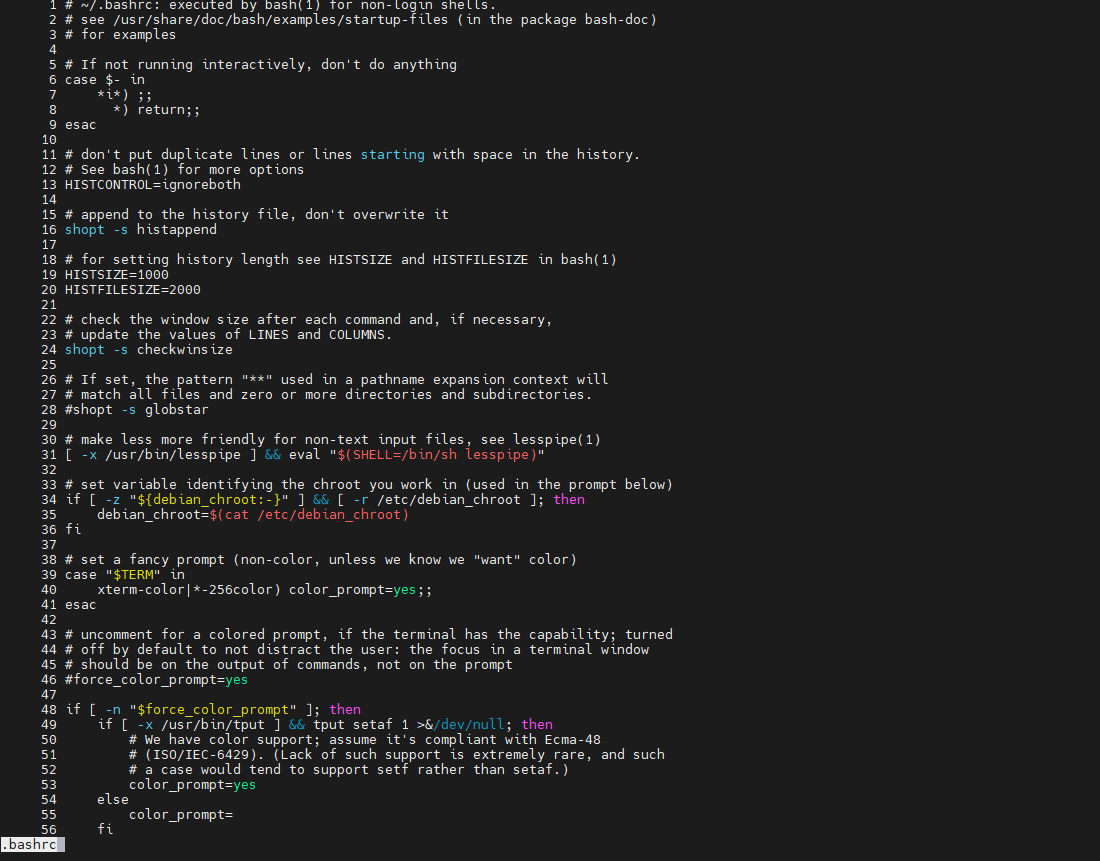 1 # ~/.bashrc: executed by bash(1) for non-login shells.
2 # see /usr/share/doc/bash/examples/startup-files (in the package bash-doc)
3 # for examples
4
5 # If not running interactively, don't do anything
6 case $- in
7     *i*) ;;
8       *) return;;
9 esac
10
11 # don't put duplicate lines or lines starting with space in the history.
12 # See bash(1) for more options
13 HISTCONTROL=ignoreboth
14
15 # append to the history file, don't overwrite it
16 shopt -s histappend
17
18 # for setting history length see HISTSIZE and HISTFILESIZE in bash(1)
19 HISTSIZE=1000
20 HISTFILESIZE=2000
21
22 # check the window size after each command and, if necessary,
23 # update the values of LINES and COLUMNS.
24 shopt -s checkwinsize
25
26 # If set, the pattern "**" used in a pathname expansion context will
27 # match all files and zero or more directories and subdirectories.
28 #shopt -s globstar
29
30 # make less more friendly for non-text input files, see lesspipe(1)
31 [ -x /usr/bin/lesspipe ] && eval "$(SHELL=/bin/sh lesspipe)"
32
33 # set variable identifying the chroot you work in (used in the prompt below)
34 if [ -z "${debian_chroot:-}" ] && [ -r /etc/debian_chroot ]; then
35     debian_chroot=$(cat /etc/debian_chroot)
36 fi
37
38 # set a fancy prompt (non-color, unless we know we "want" color)
39 case "$TERM" in
40     xterm-color|*-256color) color_prompt=yes;;
41 esac
42
43 # uncomment for a colored prompt, if the terminal has the capability; turned
44 # off by default to not distract the user: the focus in a terminal window
45 # should be on the output of commands, not on the prompt
46 #force_color_prompt=yes
47
48 if [ -n "$force_color_prompt" ]; then
49     if [ -x /usr/bin/tput ] && tput setaf 1 >&/dev/null; then
50         # We have color support; assume it's compliant with Ecma-48
51         # (ISO/IEC-6429). (Lack of such support is extremely rare, and such
52         # a case would tend to support setf rather than setaf.)
53         color_prompt=yes
54     else
55         color_prompt=
56     fi
.bashrc